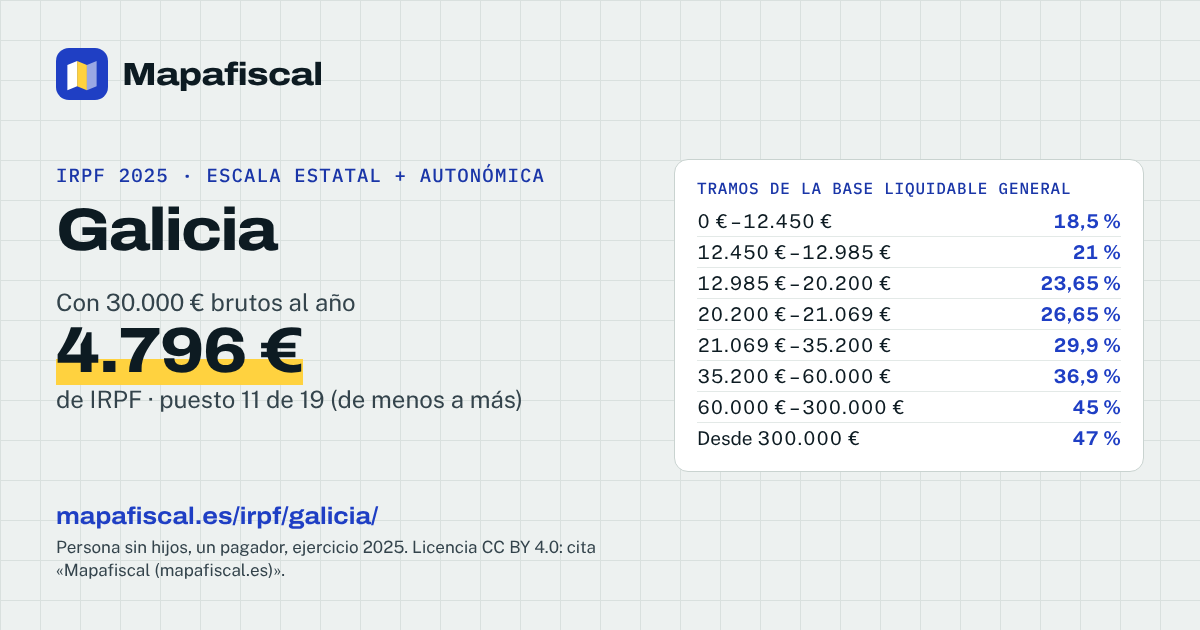 Mapafiscal
IRPF 2025 · ESCALA ESTATAL + AUTONÓMICA
Galicia
Con 30.000 € brutos al año
4.796 €
de IRPF · puesto 11 de 19 (de menos a más)
mapafiscal.es/irpf/galicia/
Persona sin hijos, un pagador, ejercicio 2025. Licencia CC BY 4.0: cita
«Mapafiscal (mapafiscal.es)».
TRAMOS DE LA BASE LIQUIDABLE GENERAL
0 €–12.450 € 18,5 %
12.450 €–12.985 € 21 %
12.985 €–20.200 € 23,65 %
20.200 €–21.069 € 26,65 %
21.069 €–35.200 € 29,9 %
35.200 €–60.000 € 36,9 %
60.000 €–300.000 € 45 %
Desde 300.000 € 47 %